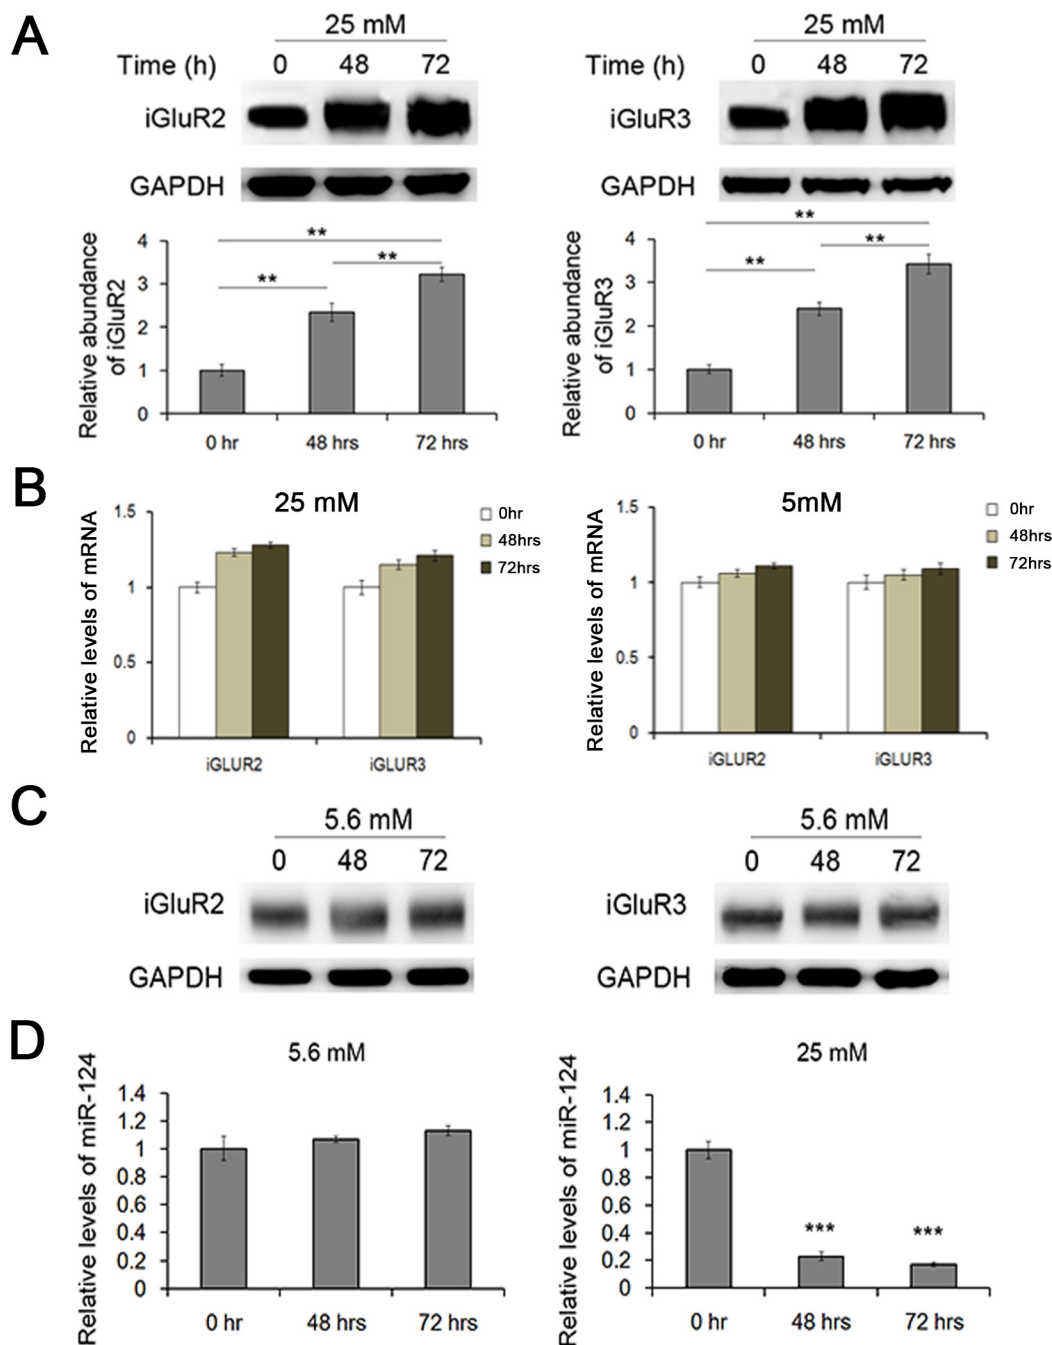 A
25 mM
Time (h) 0 48 72
iGluR2
GAPDH
**
**
**
Relative abundance
of iGluR2
4
3
2
1
0
0 hr 48 hrs 72 hrs
25 mM
Time (h) 0 48 72
iGluR3
GAPDH
**
**
**
Relative abundance
of iGluR3
4
3
2
1
0
0 hr 48 hrs 72 hrs
B
25 mM
Relative levels of mRNA
1.5
1
0.5
0
iGLUR2 iGLUR3
0hr
48hrs
72hrs
5mM
Relative levels of mRNA
1.5
1
0.5
0
iGLUR2 iGLUR3
0hr
48hrs
72hrs
C
5.6 mM
0 48 72
iGluR2
GAPDH
5.6 mM
0 48 72
iGluR3
GAPDH
D
5.6 mM
Relative levels of miR-124
1.4
1.2
1
0.8
0.6
0.4
0.2
0
0 hr 48 hrs 72 hrs
25 mM
Relative levels of miR-124
1.4
1.2
1
0.8
0.6
0.4
0.2
0
*** ***
0 hr 48 hrs 72 hrs